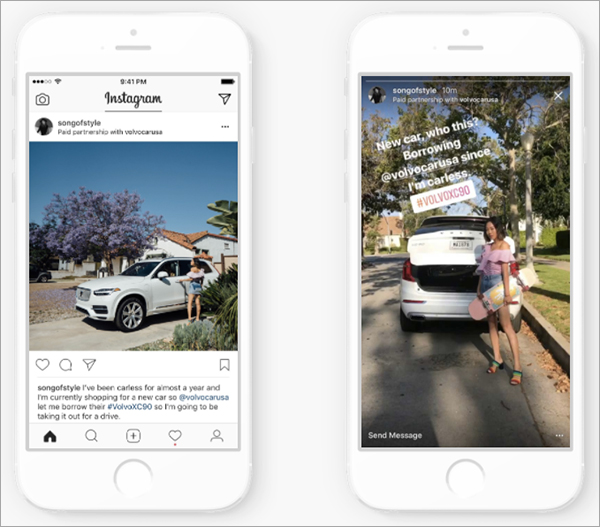 9:41 PM
Instagram
songofstyle
Paid partnership with volvocarusa
songofstyle I've been carless for almost a year and
I'm currently shopping for a new car so @volvocarusa
let me borrow their #VolvoXC90 so I'm going to be
taking it out for a drive.
songofstyle 10m
Paid partnership with volvocarusa
New car, who this?
Borrowing
@volvocarusa since
I'm carless.
#VOLVOXC90
Send Message